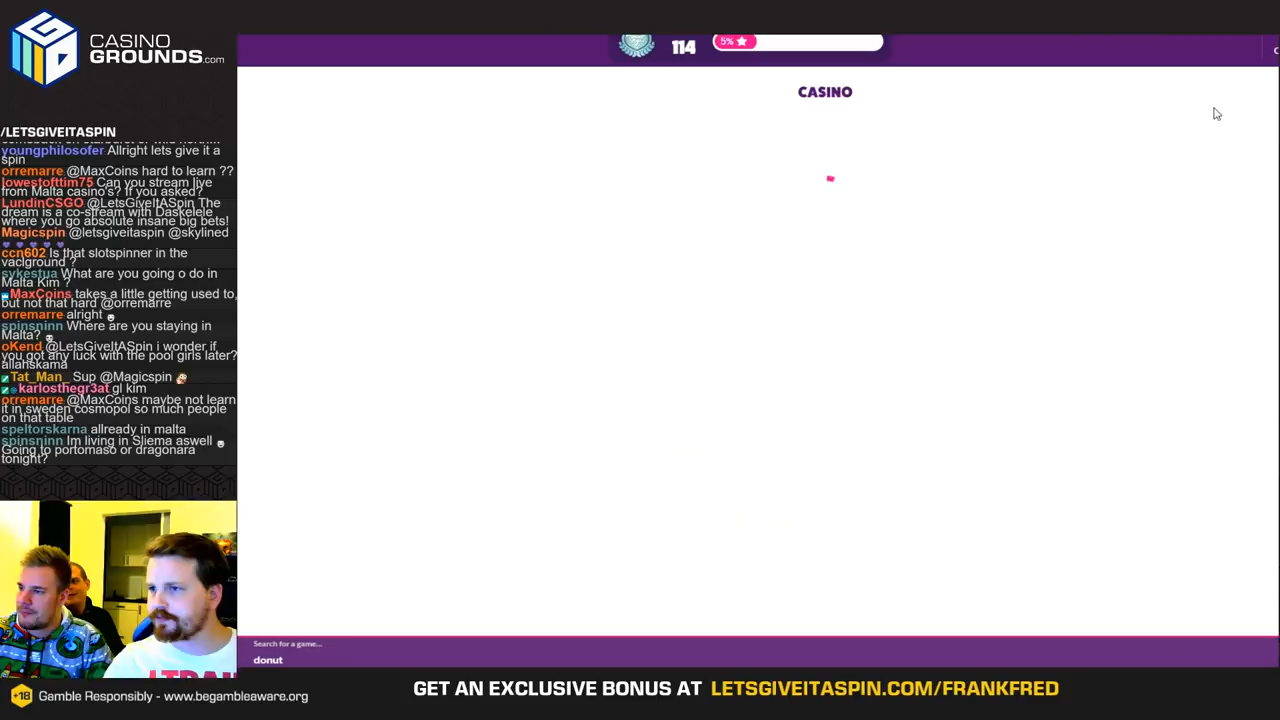 CASINO
GROUNDS.com
/LETSGIVEITASPIN
youngphilosofer Allright lets give it a
spin
orremarre @MaxCoins hard to learn ??
lowestofttim75 Can you stream live
from Malta casino's? If you asked?
LundinCSGO @LetsGiveItASpin The
dream is a co-stream with Daskelele
where you go absolute insane big bets!
Magicspin @letsgiveitaspin @skylined
ccn602 Is that slotspinner in the
vaclground ?
sykestua What are you going o do in
Malta Kim ?
MaxCoins takes a little getting used to,
but not that hard @orremarre
orremarre alright
spinsninn Where are you staying in
Malta?
oKend @LetsGiveItASpin i wonder if
you got any luck with the pool girls later?
allahskama
Tat_Man_ Sup @Magicspin
karlosthegr3at gl kim
orremarre @MaxCoins maybe not learn
it in sweden cosmopol so much people
on that table
speltorskarna allready in malta
spinsninn Im living in Sliema aswell
Going to portomaso or dragonara
tonight?
114
5%
CASINO
Search for a game...
donut
+18 Gamble Responsibly - www.begambleaware.org
GET AN EXCLUSIVE BONUS AT LETSGIVEITASPIN.COM/FRANKFRED